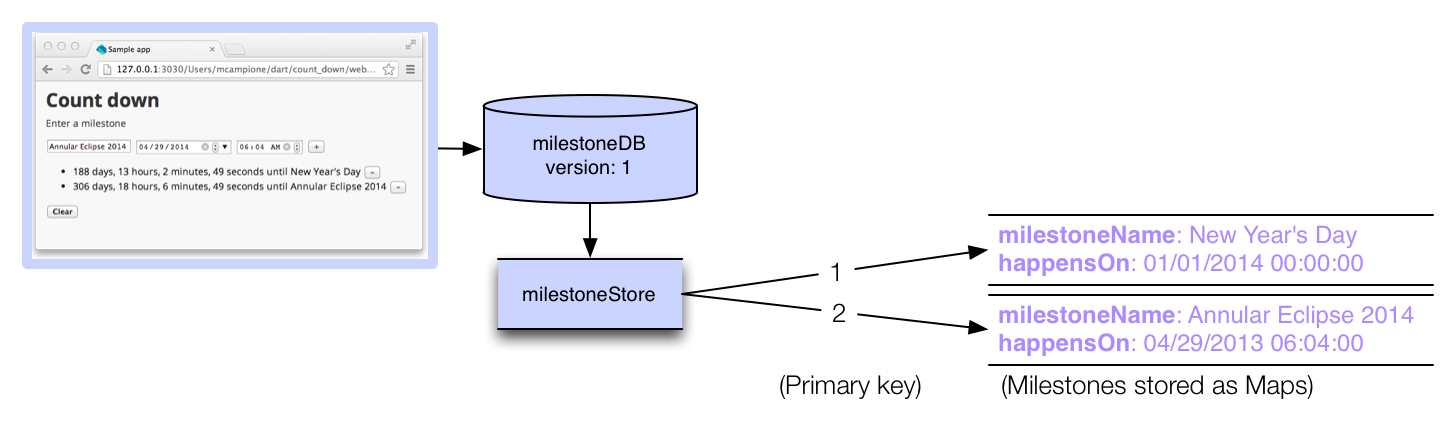 Sample app
127.0.0.1:3030/Users/mcampione/dart/count_down/web...
Count down
Enter a milestone
Annular Eclipse 2014 04/29/2014 06:04 AM +
• 188 days, 13 hours, 2 minutes, 49 seconds until New Year's Day -
• 306 days, 18 hours, 6 minutes, 49 seconds until Annular Eclipse 2014 -
Clear
milestoneDB
version: 1
milestoneStore
1
2
milestoneName: New Year's Day
happensOn: 01/01/2014 00:00:00
milestoneName: Annular Eclipse 2014
happensOn: 04/29/2013 06:04:00
(Primary key)
(Milestones stored as Maps)